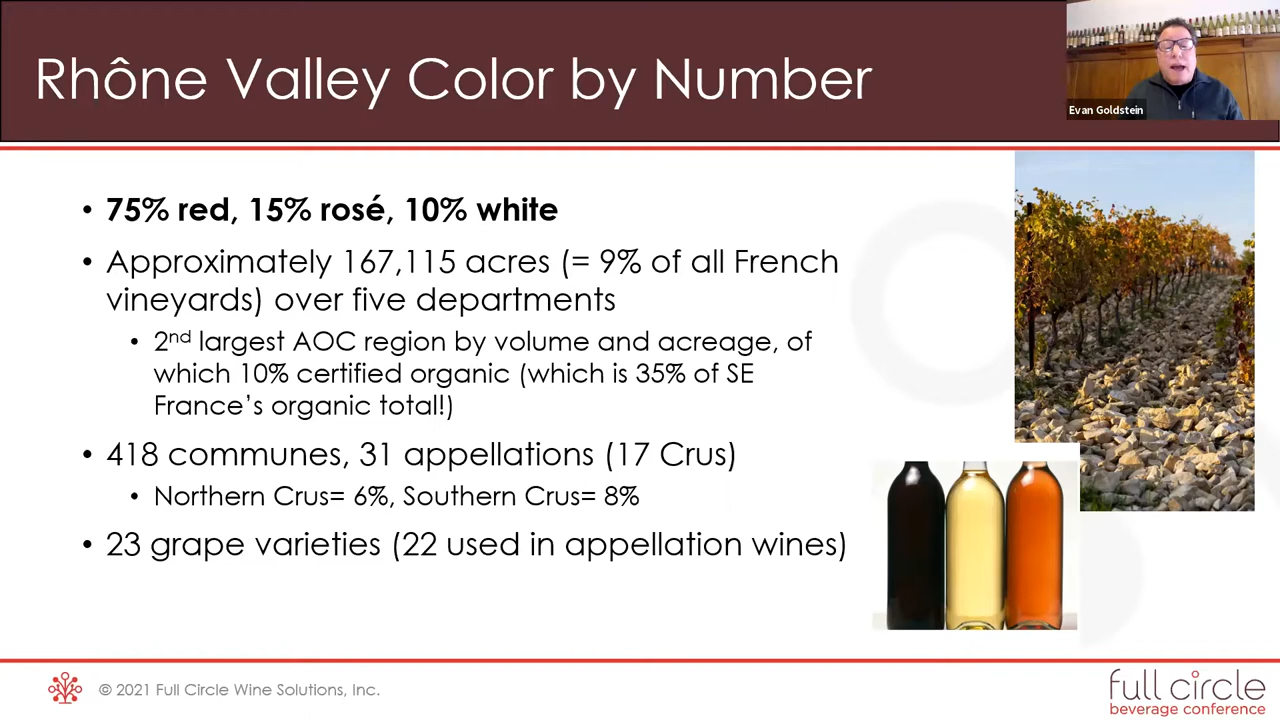 Rhône Valley Color by Number
Evan Goldstein
• 75% red, 15% rosé, 10% white
• Approximately 167,115 acres (= 9% of all French
vineyards) over five departments
• 2nd largest AOC region by volume and acreage, of
which 10% certified organic (which is 35% of SE
France's organic total!)
• 418 communes, 31 appellations (17 Crus)
• Northern Crus= 6%, Southern Crus= 8%
• 23 grape varieties (22 used in appellation wines)
© 2021 Full Circle Wine Solutions, Inc.
full circle
beverage conference